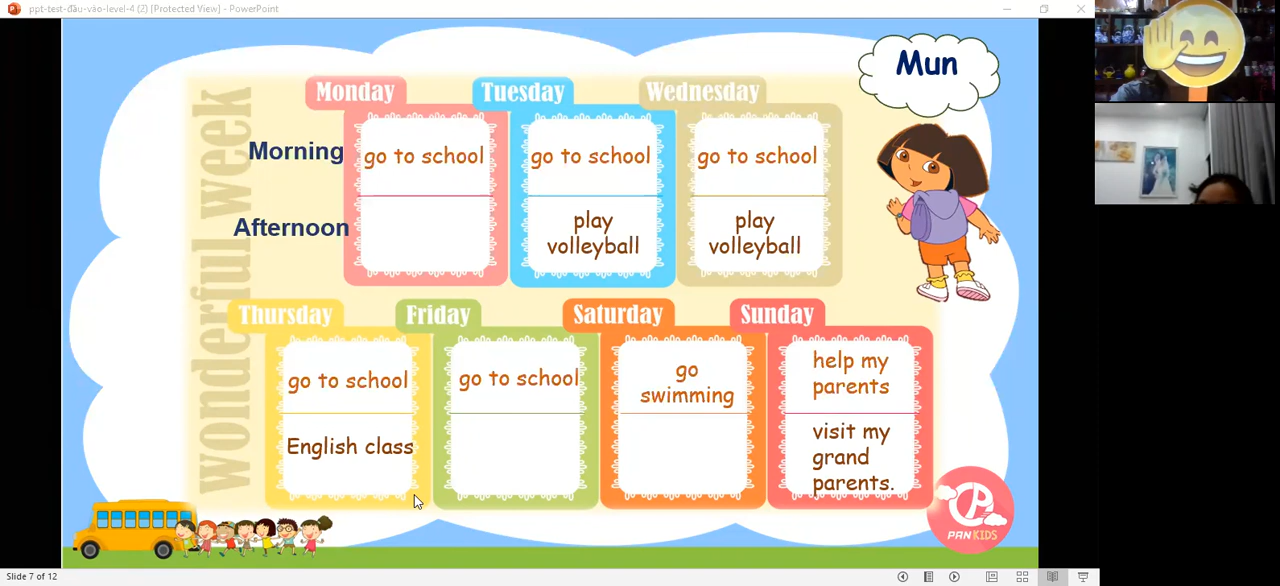 ppt-test-đầu-vào-level-4 (2) [Protected View] - PowerPoint
Mun
wonderful week
Monday
Tuesday
Wednesday
Morning
go to school
go to school
go to school
Afternoon
play
volleyball
play
volleyball
Thursday
Friday
Saturday
Sunday
go to school
go to school
go
swimming
help my
parents
English class
visit my
grand
parents.
PAN KIDS
Slide 7 of 12